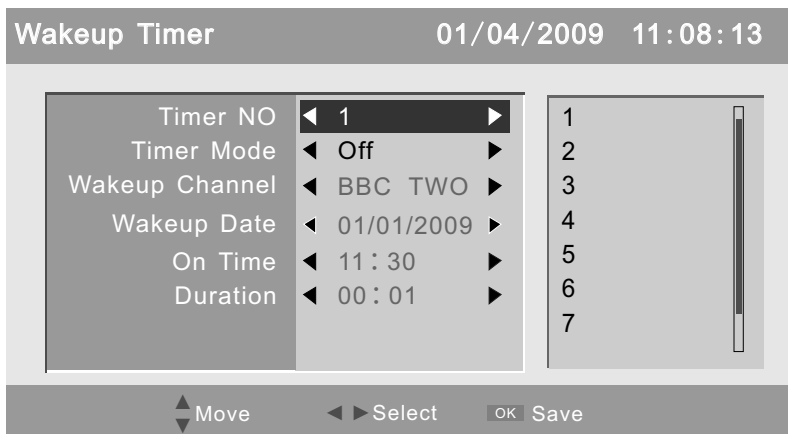 Wakeup Timer 01/04/2009 11:08:13
Timer NO 1
Timer Mode Off
Wakeup Channel BBC TWO
Wakeup Date 01/01/2009
On Time 11:30
Duration 00:01
1
2
3
4
5
6
7
Move Select OK Save